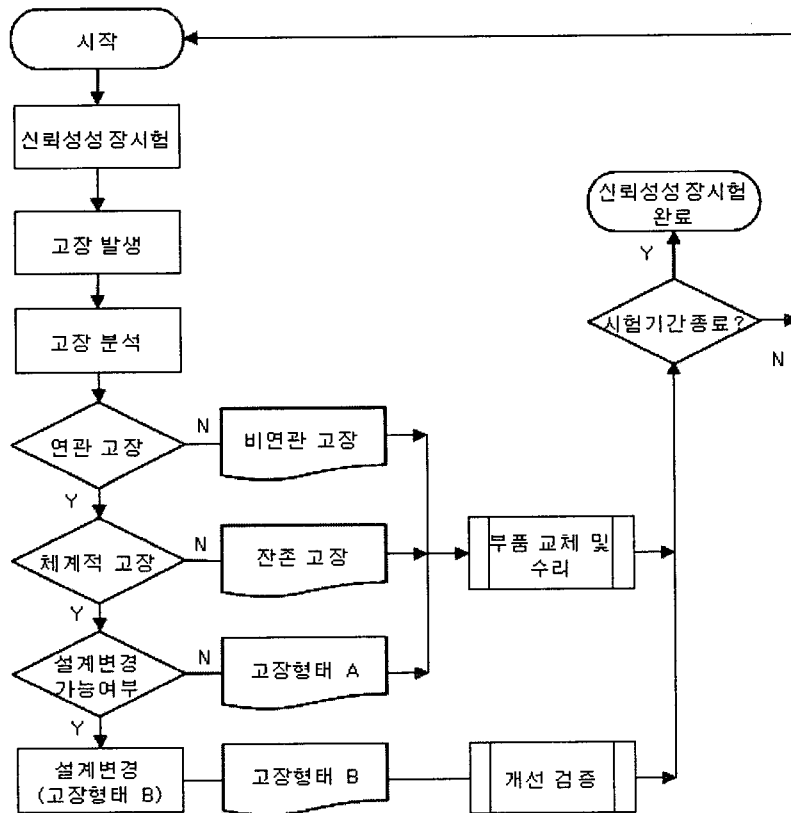 시작
신뢰성성장시험
고장 발생
고장 분석
연관 고장
N
비연관 고장
Y
체계적 고장
N
잔존 고장
부품 교체 및
수리
Y
설계변경
가능여부
N
고장형태 A
Y
설계변경
(고장형태 B)
고장형태 B
개선 검증
신뢰성성장시험
완료
Y
시험기간종료?
N